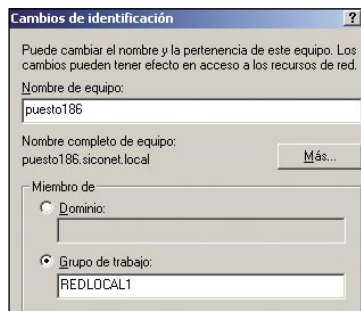 Cambios de identificación
?
Puede cambiar el nombre y la pertenencia de este equipo. Los
cambios pueden tener efecto en acceso a los recursos de red.
Nombre de equipo:
puesto186
Nombre completo de equipo:
puesto186.siconet.local
Más...
Miembro de
Dominio:
Grupo de trabajo:
REDLOCAL1